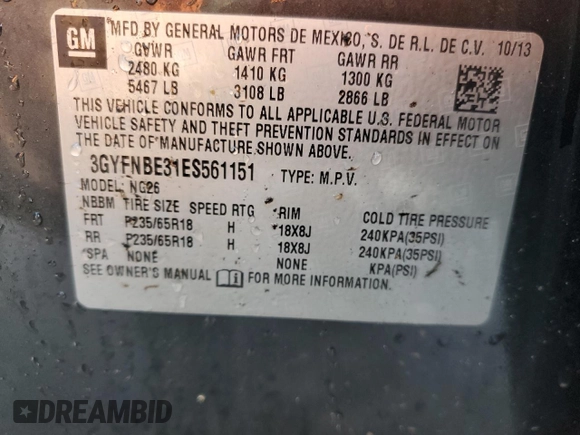 GM
MFD BY GENERAL MOTORS DE MEXICO, S. DE R.L. DE C.V. 10/13
GVWR GAWR FRT GAWR RR
2480 KG 1410 KG 1300 KG
5467 LB 3108 LB 2866 LB
THIS VEHICLE CONFORMS TO ALL APPLICABLE U.S. FEDERAL MOTOR
VEHICLE SAFETY AND THEFT PREVENTION STANDARDS IN EFFECT ON
THE DATE OF MANUFACTURE SHOWN ABOVE.
3GYFNBE31ES561151 TYPE: M.P.V.
MODEL: NG26
NBBM TIRE SIZE SPEED RTG RIM COLD TIRE PRESSURE
FRT P235/65R18 H 18X8J 240KPA(35PSI)
RR P235/65R18 H 18X8J 240KPA(35PSI)
SPA NONE NONE KPA(PSI)
SEE OWNER'S MANUAL FOR MORE INFORMATION.
DREAMBID